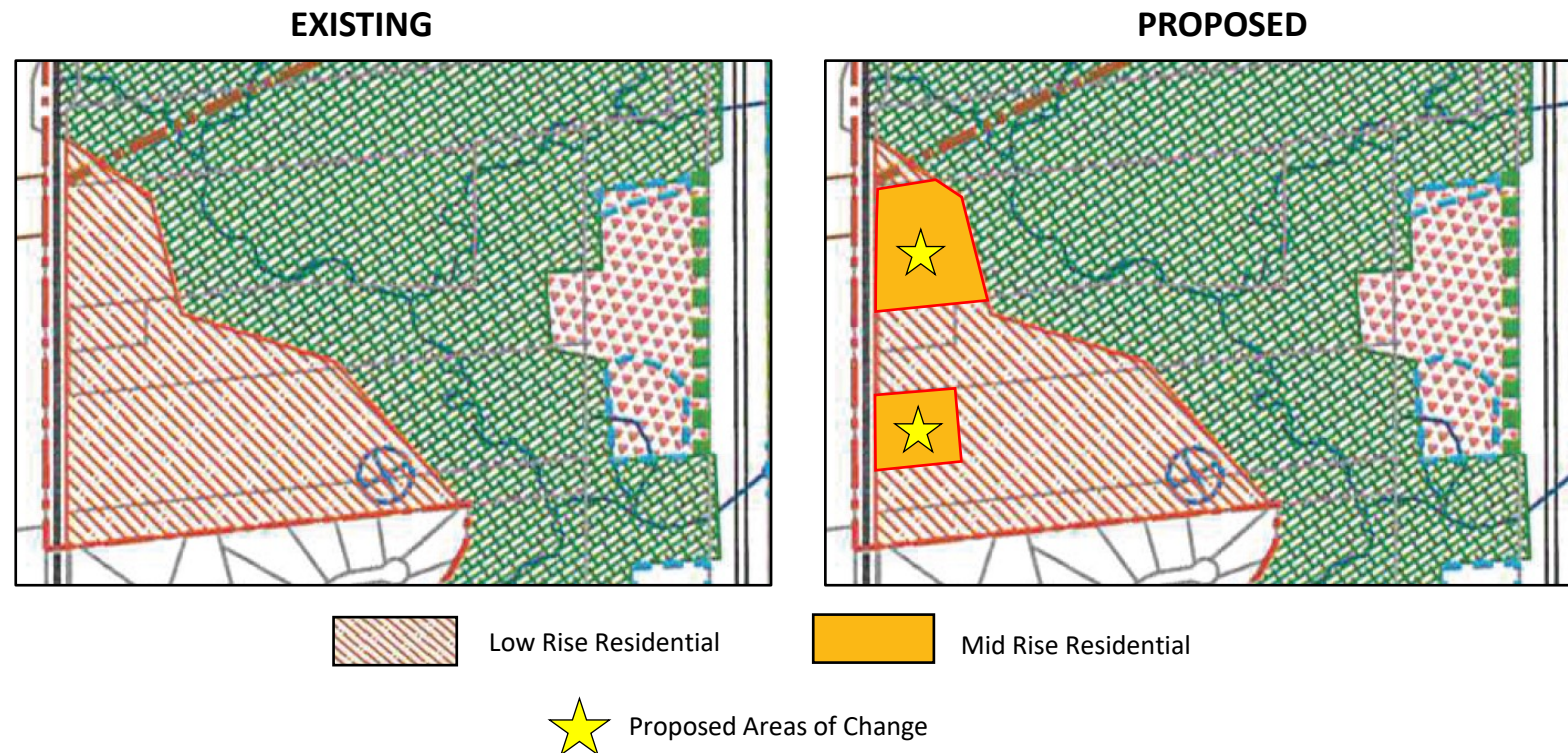 EXISTING
PROPOSED
Low Rise Residential
Mid Rise Residential
Proposed Areas of Change